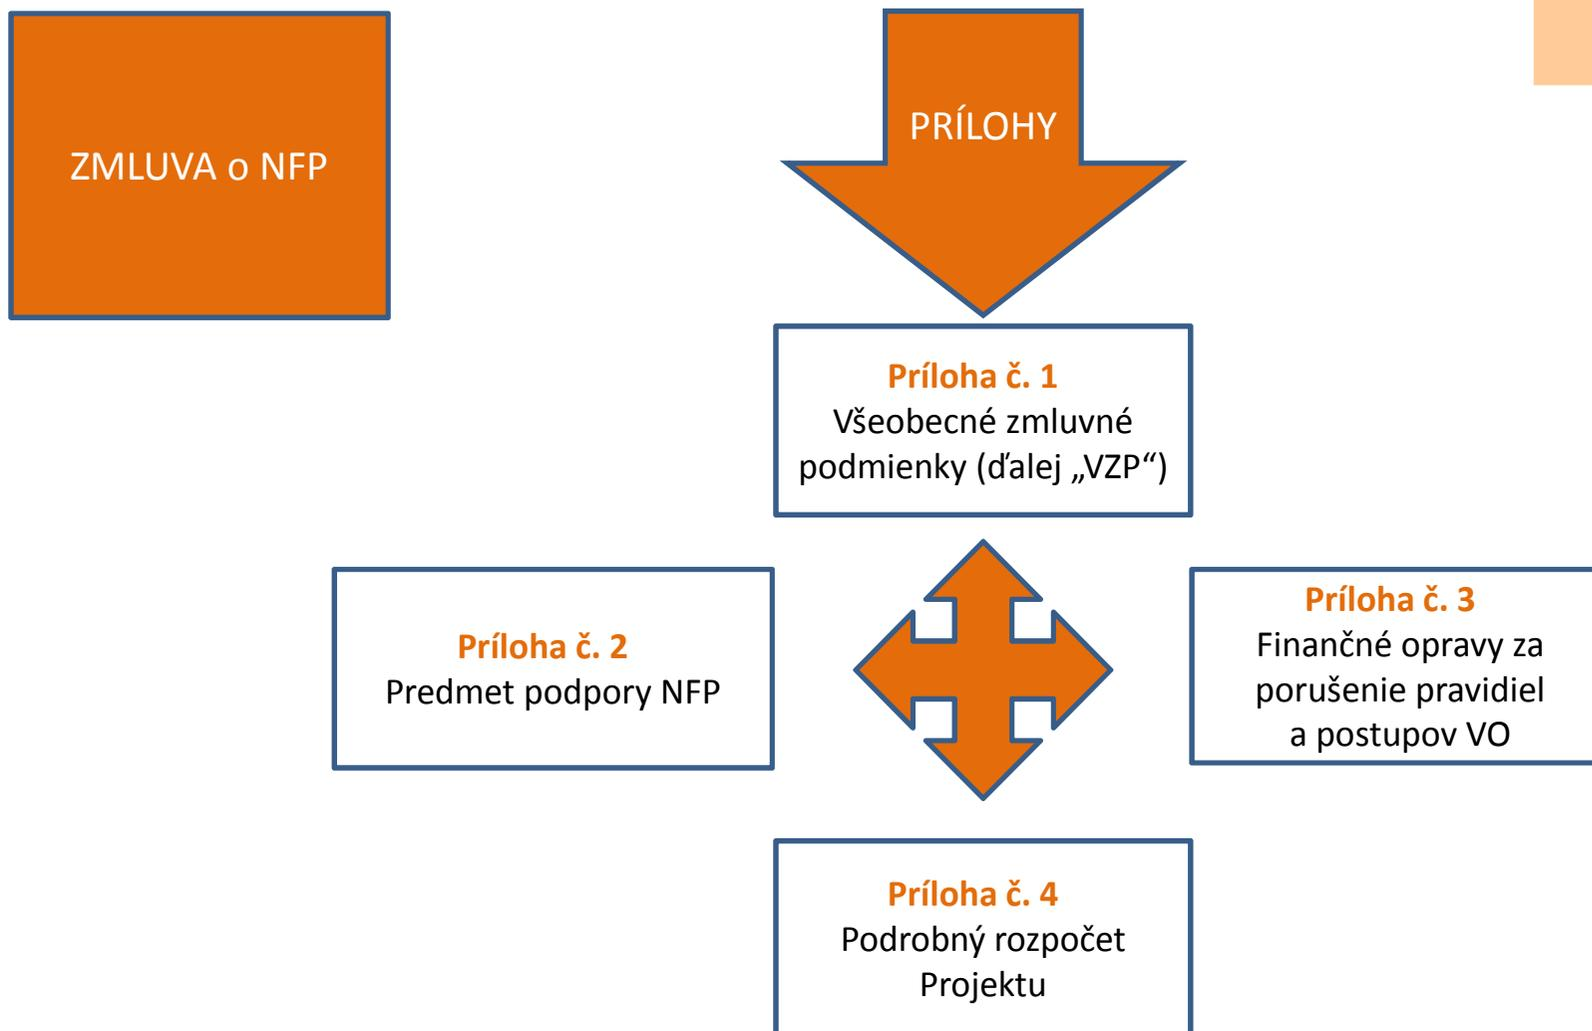 ZMLUVA o NFP
PRÍLOHY
Príloha č. 1
Všeobecné zmluvné
podmienky (ďalej „VZP“)
Príloha č. 2
Predmet podpory NFP
Príloha č. 3
Finančné opravy za
porušenie pravidiel
a postupov VO
Príloha č. 4
Podrobný rozpočet
Projektu